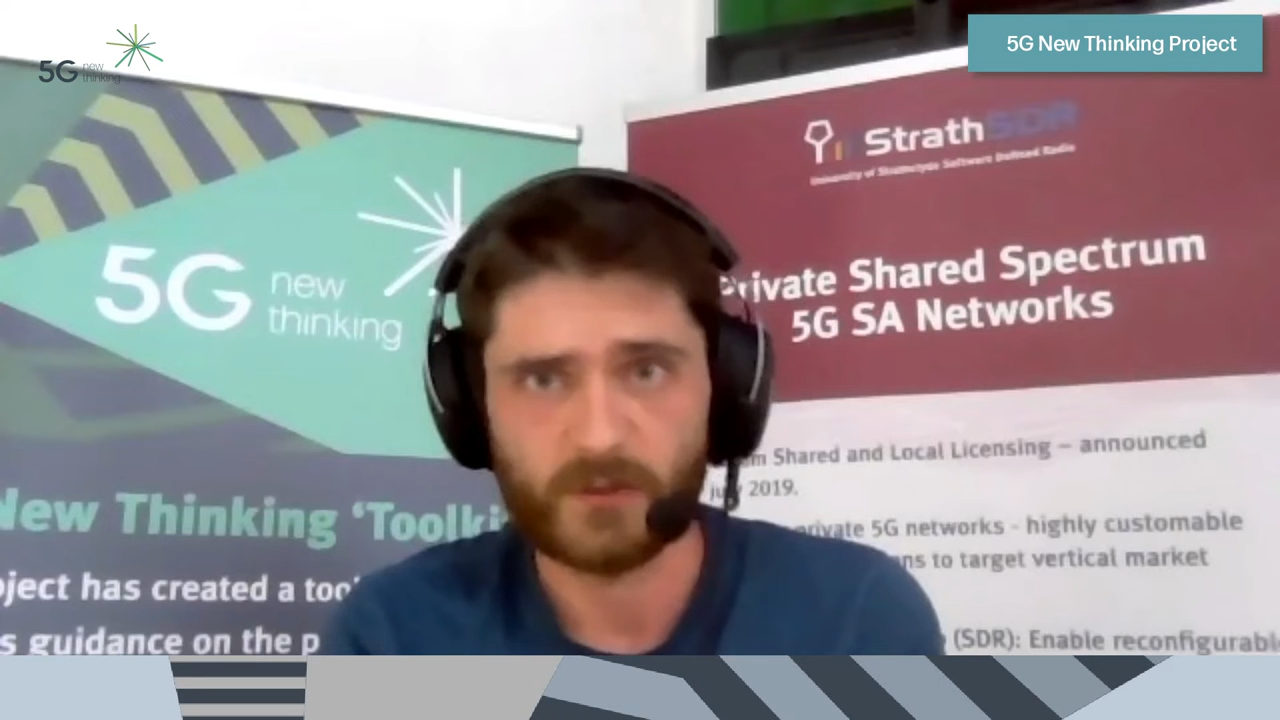 5G new thinking
5G New Thinking Project
5G new thinking
New Thinking 'Toolki
oject has created a too
s guidance on the p
StrathSDR
University of Strathclyde Software Defined Radio
Private Shared Spectrum
5G SA Networks
m Shared and Local Licensing – announced
july 2019.
private 5G networks - highly customable
ns to target vertical market
(SDR): Enable reconfigurabl